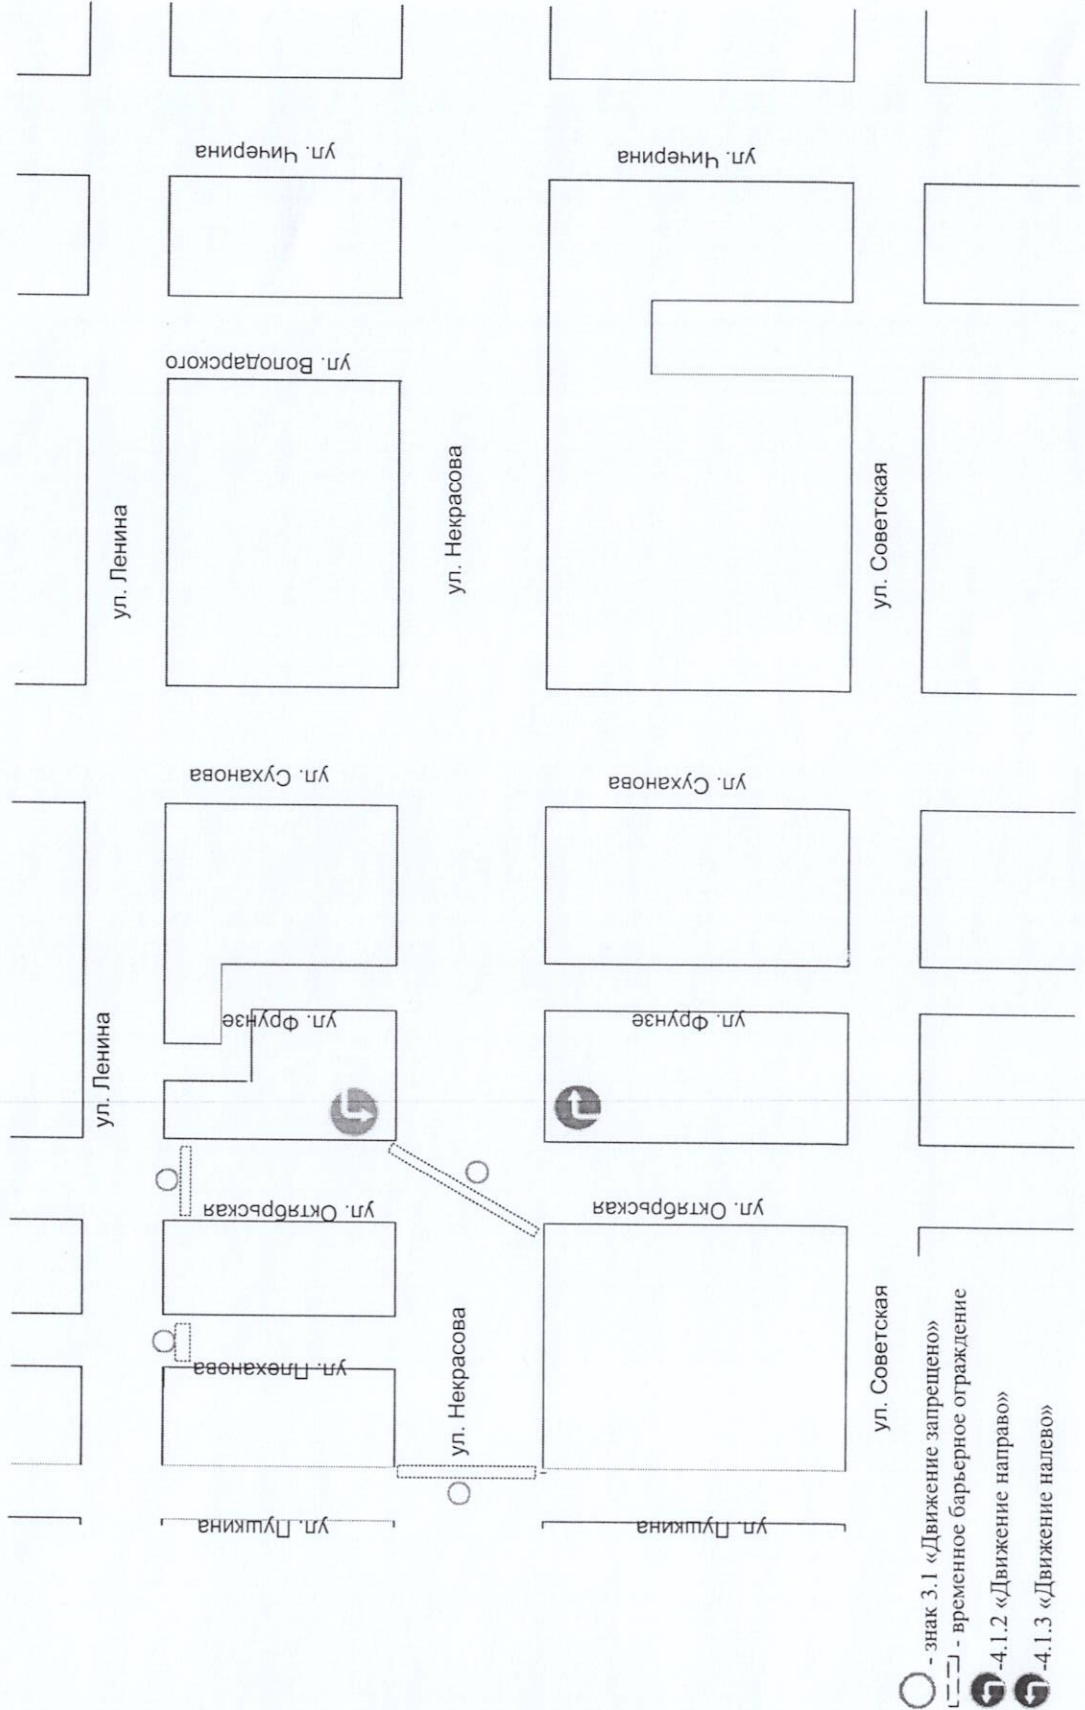 ул. Чичерина
ул. Чичерина
ул. Володарского
ул. Ленина
ул. Некрасова
ул. Советская
ул. Суханова
ул. Суханова
ул. Ленина
ул. Фрунзе
ул. Фрунзе
ул. Октябрьская
ул. Октябрьская
ул. Плеханова
ул. Некрасова
ул. Советская
ул. Пушкина
ул. Пушкина
- знак 3.1 «Движение запрещено»
- временное барьерное ограждение
-4.1.2 «Движение направо»
-4.1.3 «Движение налево»